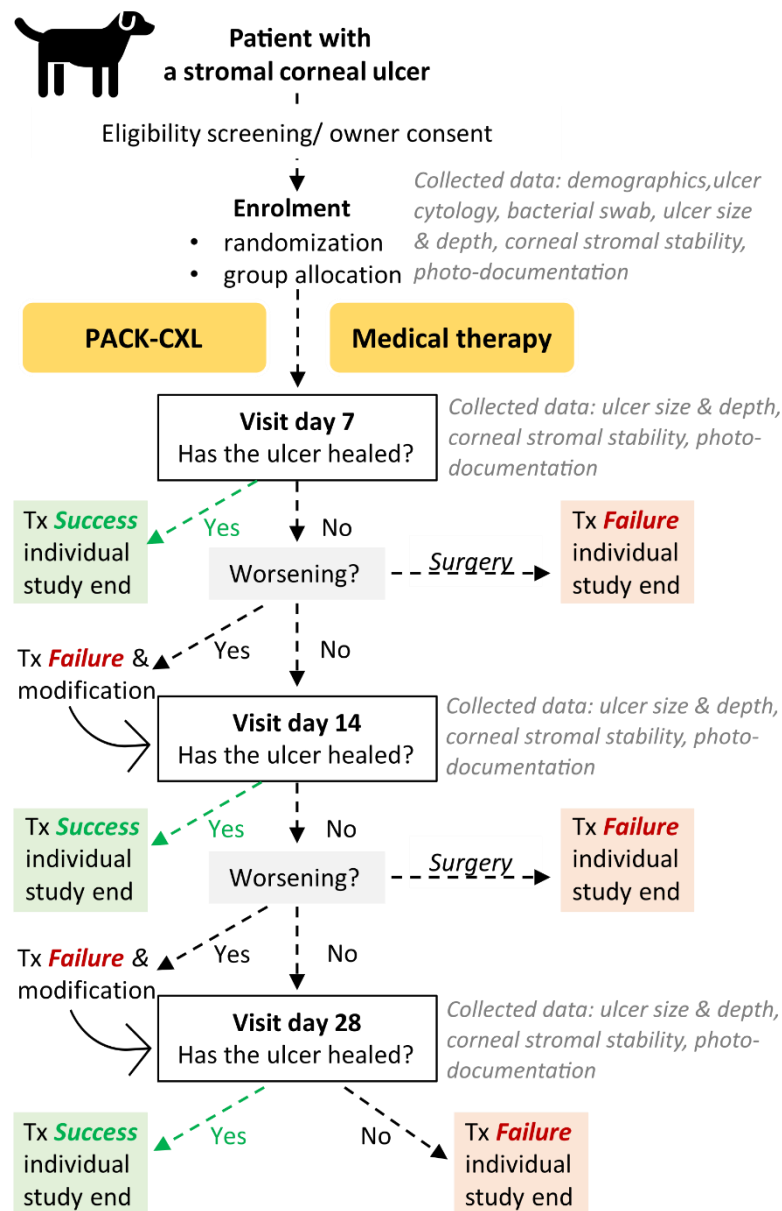 Patient with
a stromal corneal ulcer
Eligibility screening/ owner consent
Enrolment
• randomization
• group allocation
Collected data: demographics,ulcer
cytology, bacterial swab, ulcer size
& depth, corneal stromal stability,
photo-documentation
PACK-CXL
Medical therapy
Visit day 7
Has the ulcer healed?
Collected data: ulcer size & depth,
corneal stromal stability, photo-
documentation
Tx Success
individual
study end
Yes
No
Worsening?
Surgery
Tx Failure
individual
study end
Tx Failure &
modification
Yes
No
Visit day 14
Has the ulcer healed?
Collected data: ulcer size & depth,
corneal stromal stability, photo-
documentation
Tx Success
individual
study end
Yes
No
Worsening?
Surgery
Tx Failure
individual
study end
Tx Failure &
modification
Yes
No
Visit day 28
Has the ulcer healed?
Collected data: ulcer size & depth,
corneal stromal stability, photo-
documentation
Tx Success
individual
study end
Yes
No
Tx Failure
individual
study end